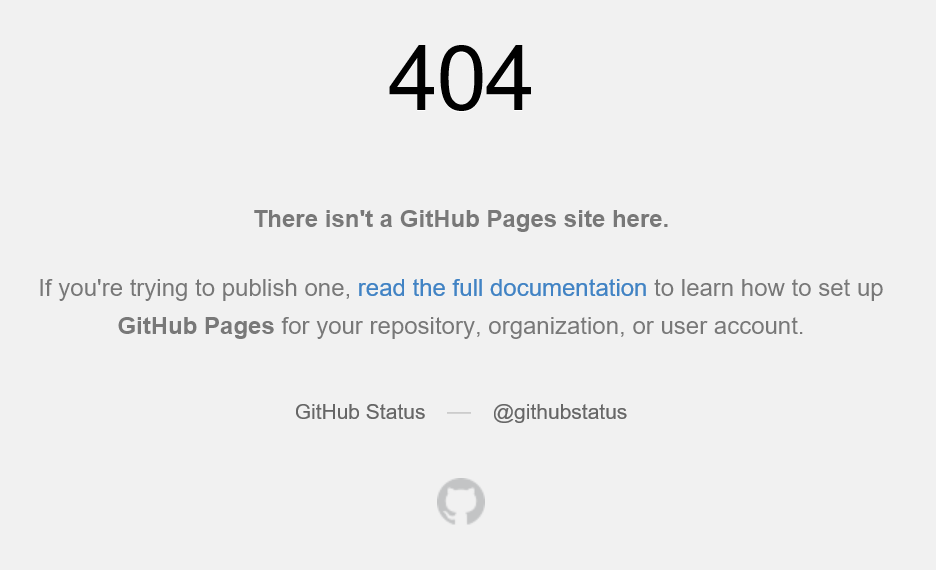 404
There isn't a GitHub Pages site here.
If you're trying to publish one, read the full documentation to learn how to set up
GitHub Pages for your repository, organization, or user account.
GitHub Status — @githubstatus